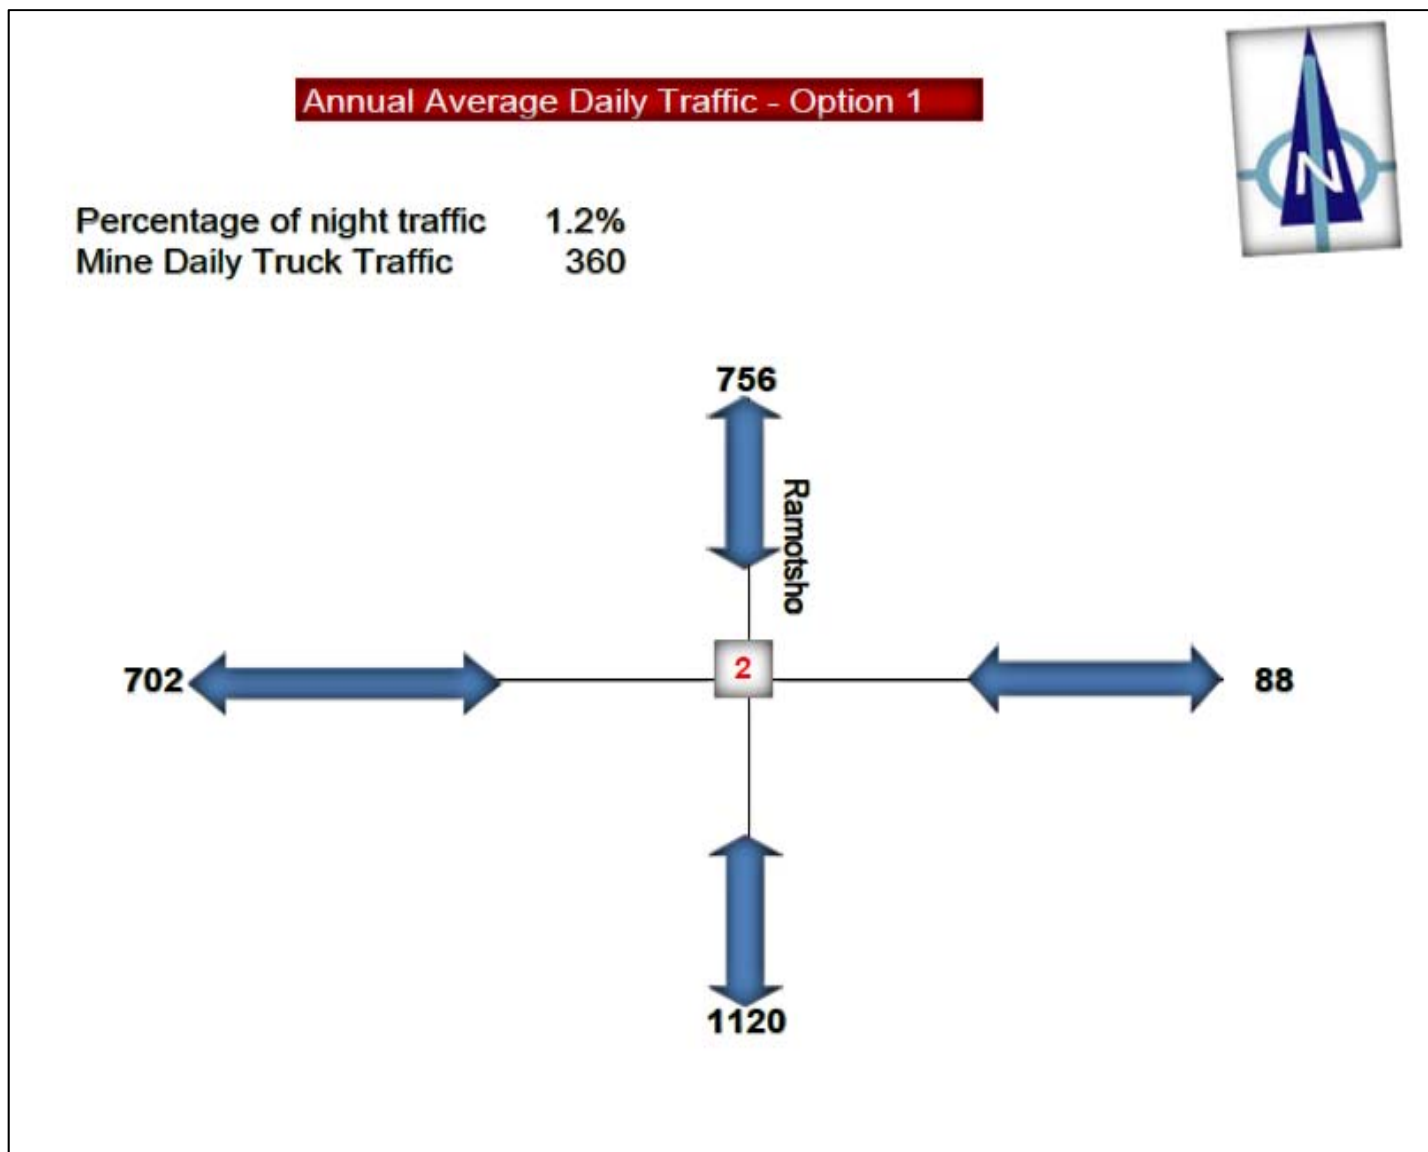 Annual Average Daily Traffic - Option 1
N
Percentage of night traffic 1.2%
Mine Daily Truck Traffic 360
756
Ramotsho
702
2
88
1120